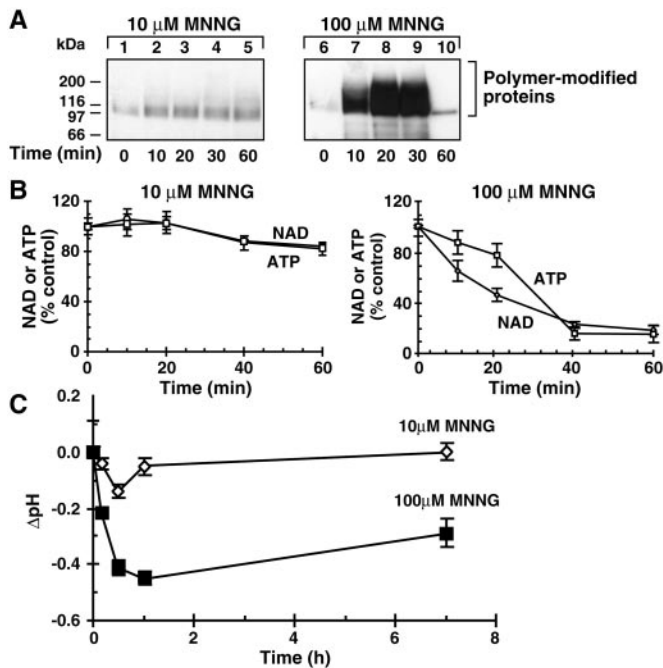 A
10 µM MNNG
100 µM MNNG
kDa
1 2 3 4 5
6 7 8 9 10
200
116
97
66
Polymer-modified
proteins
Time (min) 0 10 20 30 60
0 10 20 30 60
B
10 µM MNNG
100 µM MNNG
NAD or ATP
(% control)
120
80
40
0
NAD
ATP
0 20 40 60
Time (min)
NAD or ATP
(% control)
120
80
40
0
ATP
NAD
0 20 40 60
Time (min)
C
ΔpH
0.2
0.0
-0.2
-0.4
-0.6
10µM MNNG
100µM MNNG
0 2 4 6 8
Time (h)